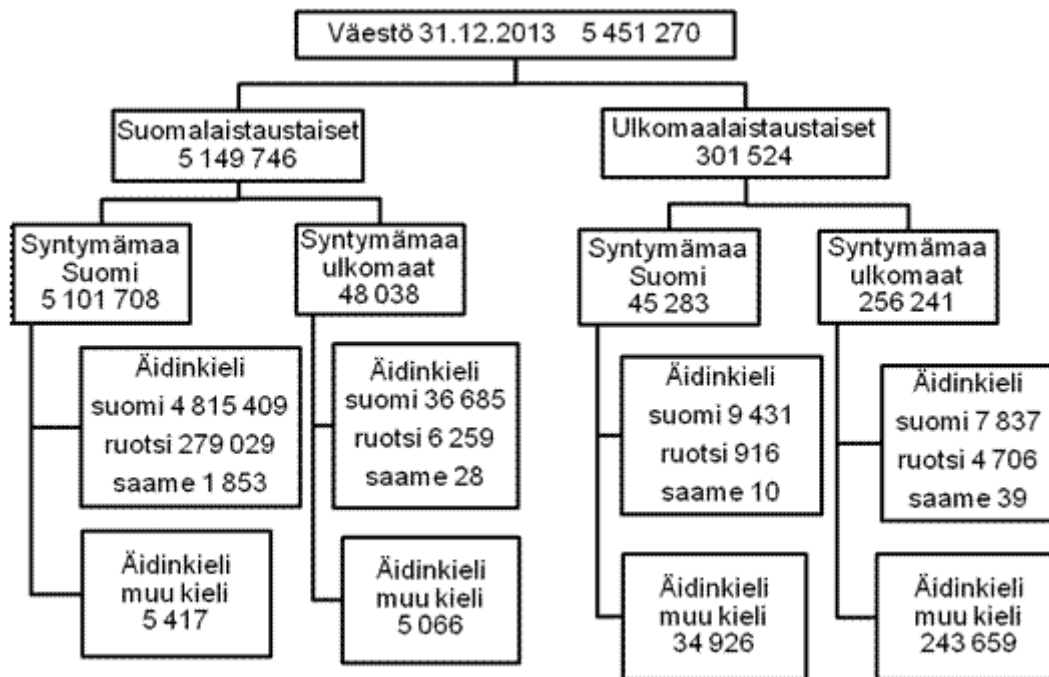 Väestö 31.12.2013 5 451 270
Suomalaistaustaiset
5 149 746
Ulkomaalaistaustaiset
301 524
Syntymämaa
Suomi
5 101 708
Syntymämaa
ulkomaat
48 038
Syntymämaa
Suomi
45 283
Syntymämaa
ulkomaat
256 241
Äidinkieli
suomi 4 815 409
ruotsi 279 029
saame 1 853
Äidinkieli
suomi 36 685
ruotsi 6 259
saame 28
Äidinkieli
suomi 9 431
ruotsi 916
saame 10
Äidinkieli
suomi 7 837
ruotsi 4 706
saame 39
Äidinkieli
muu kieli
5 417
Äidinkieli
muu kieli
5 066
Äidinkieli
muu kieli
34 926
Äidinkieli
muu kieli
243 659